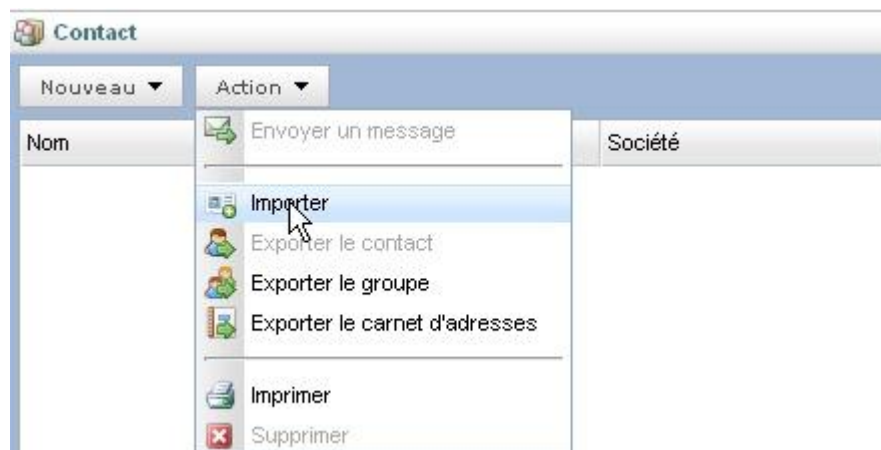 Contact
Nouveau Action
Nom Société
Envoyer un message
Importer
Exporter le contact
Exporter le groupe
Exporter le carnet d'adresses
Imprimer
Supprimer